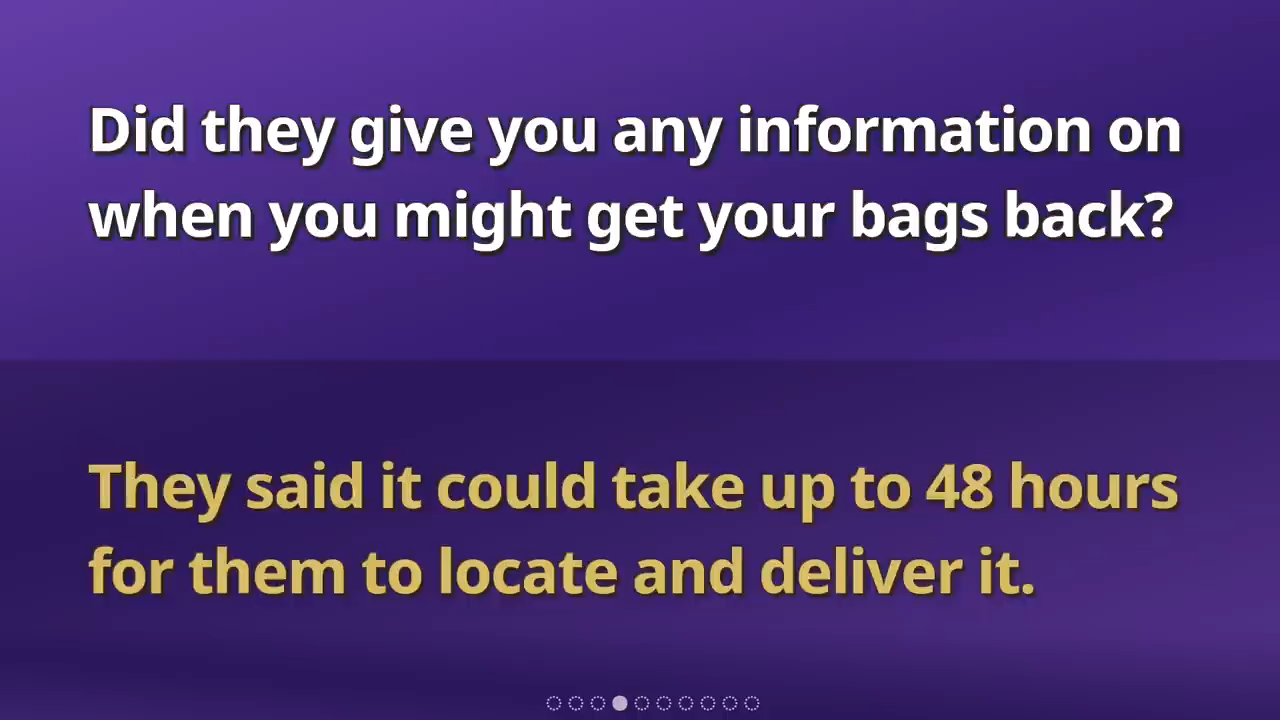 Did they give you any information on
when you might get your bags back?
They said it could take up to 48 hours
for them to locate and deliver it.